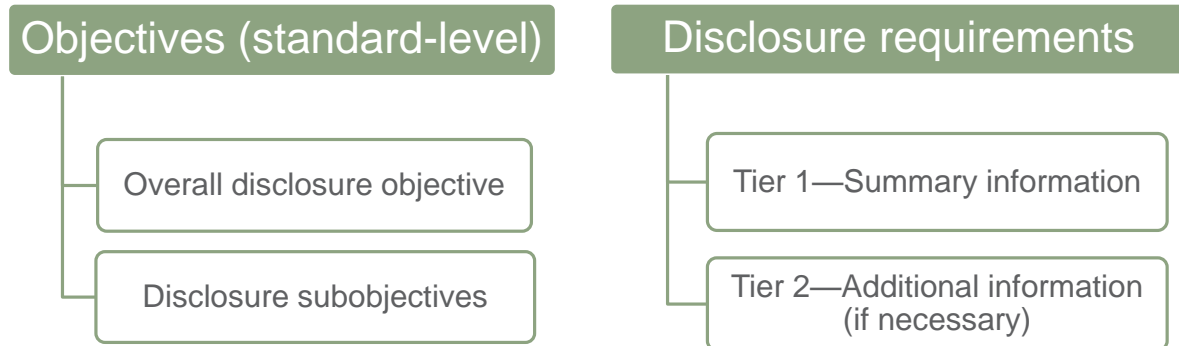 Objectives (standard-level)
Overall disclosure objective
Disclosure subobjectives
Disclosure requirements
Tier 1—Summary information
Tier 2—Additional information
(if necessary)